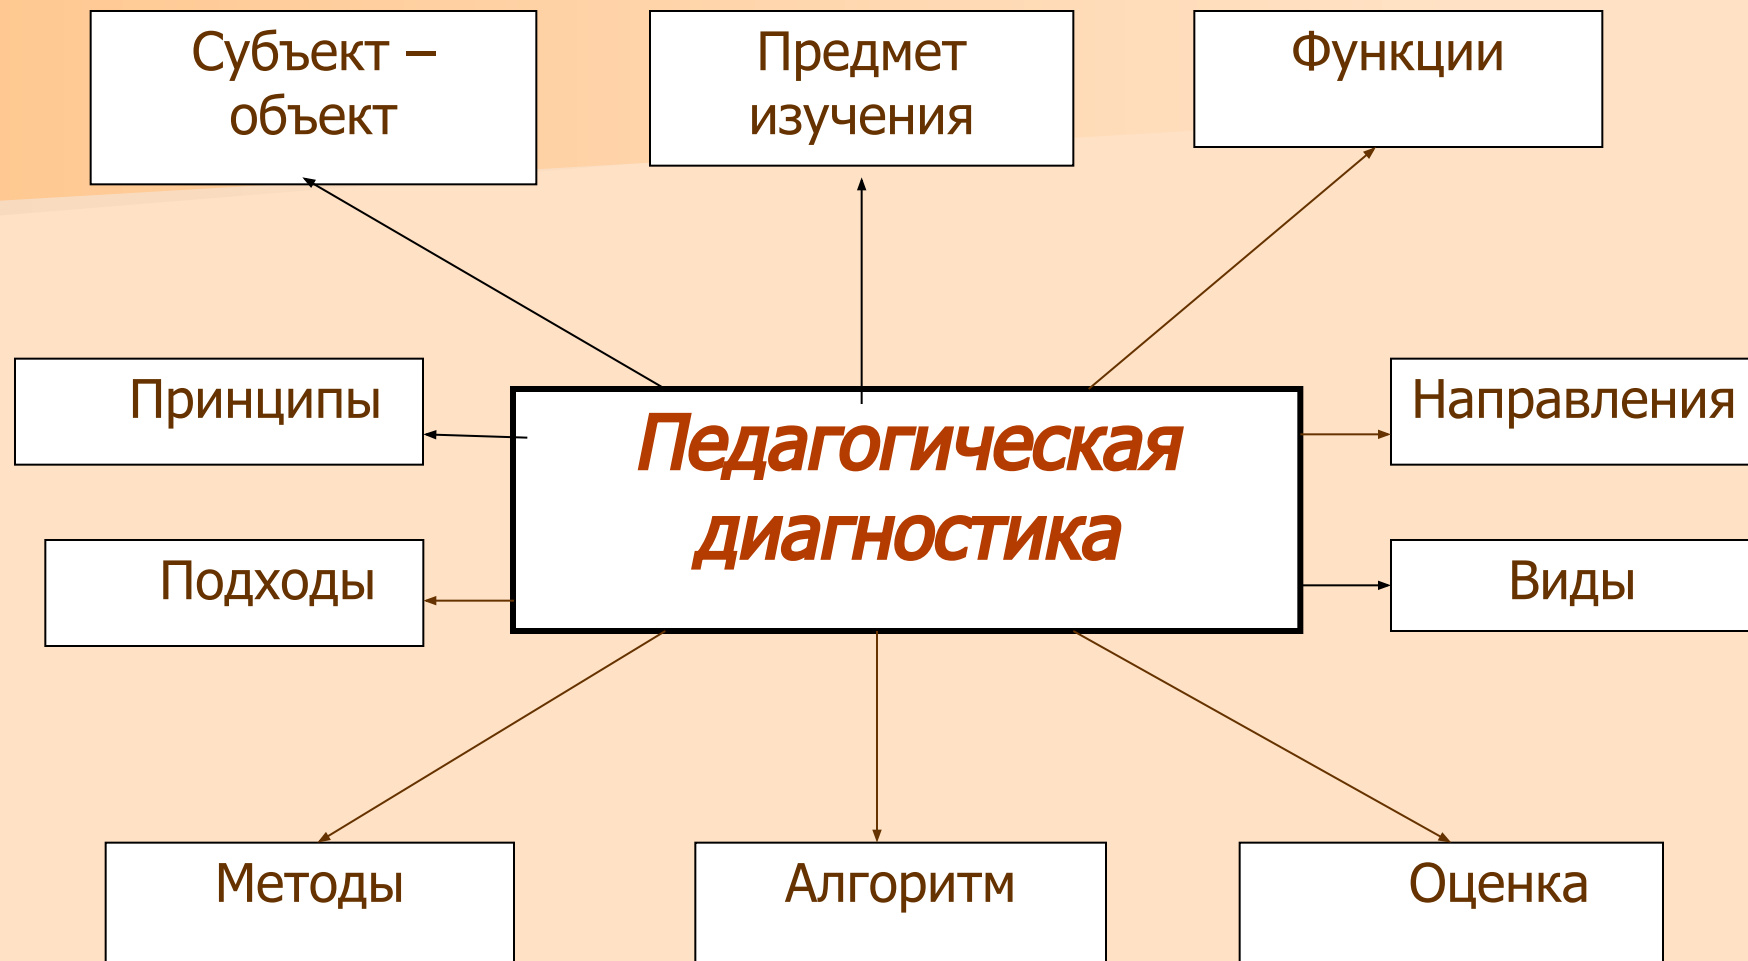 Субъект –
объект
Предмет
изучения
Функции
Принципы
Направления
Педагогическая
диагностика
Подходы
Виды
Методы
Алгоритм
Оценка